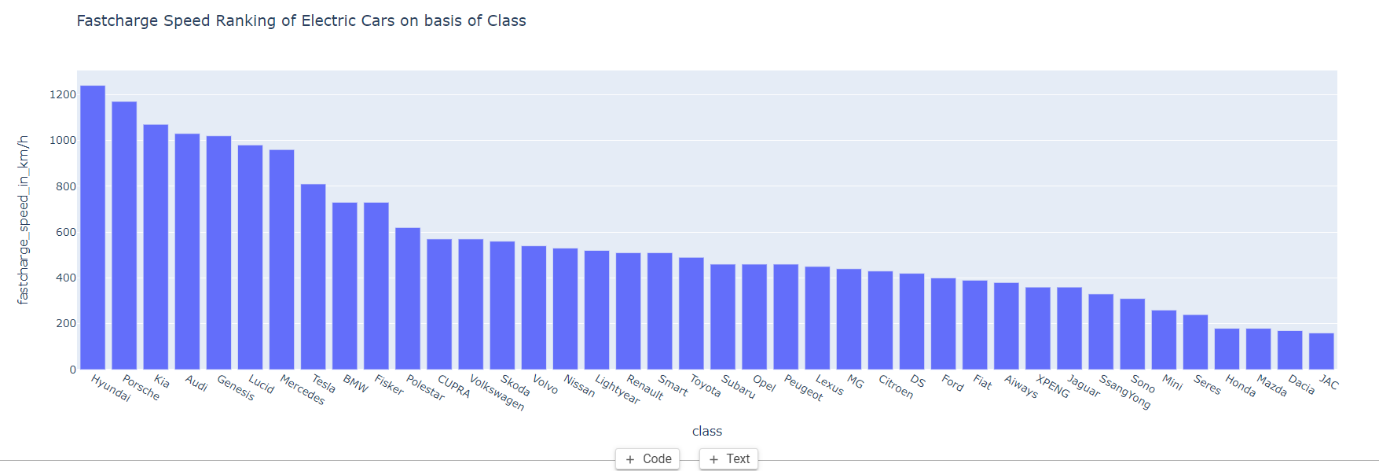 Fastcharge Speed Ranking of Electric Cars on basis of Class
fastcharge_speed_in_km/h
1200
1000
800
600
400
200
0
Hyundai
Porsche
Kia
Audi
Genesis
Lucid
Mercedes
Tesla
BMW
Fisker
Polestar
CUPRA
Volkswagen
Skoda
Volvo
Nissan
Lightyear
Renault
Smart
Toyota
Subaru
Opel
Peugeot
Lexus
MG
Citroen
DS
Ford
Fiat
Aiways
XPENG
Jaguar
SsangYong
Sono
Mini
Seres
Honda
Mazda
Dacia
JAC
class
+ Code
+ Text